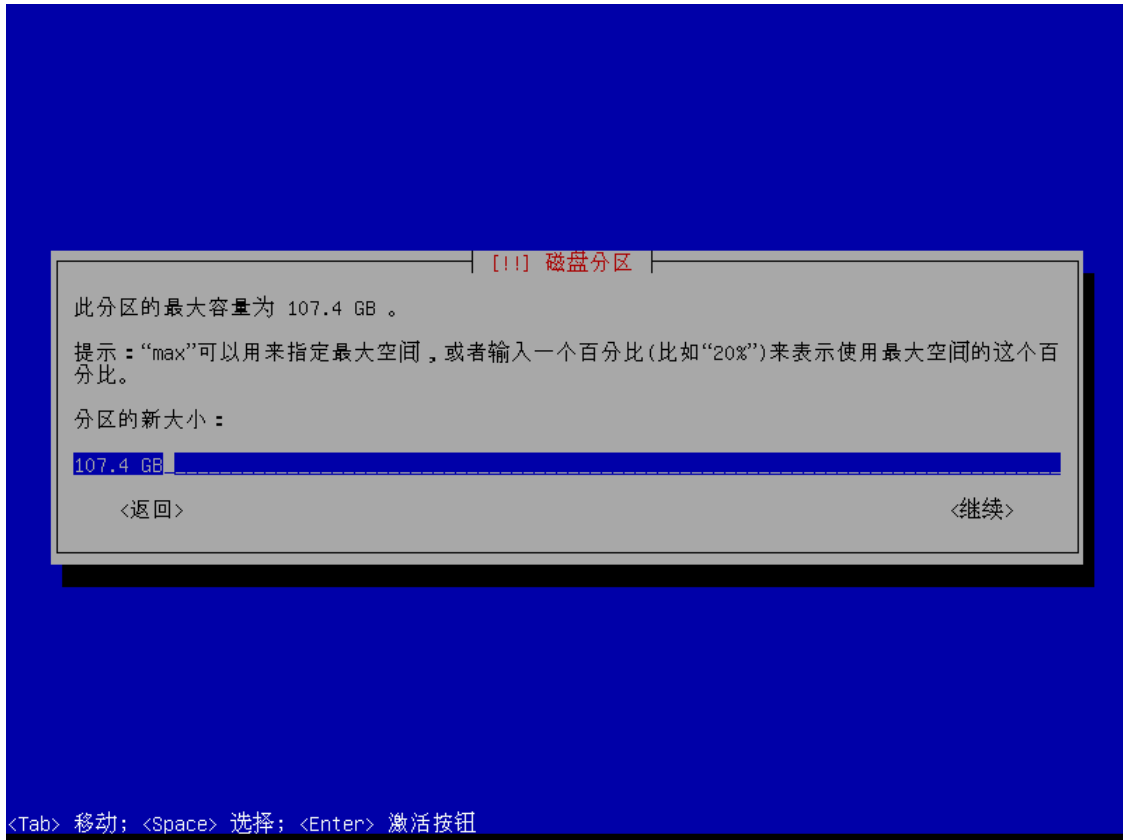 [!!] 磁盘分区
此分区的最大容量为 107.4 GB 。
提示：“max”可以用来指定最大空间，或者输入一个百分比(比如“20%”)来表示使用最大空间的这个百
分比。
分区的新大小：
107.4 GB
<返回> <继续>
<Tab> 移动; <Space> 选择; <Enter> 激活按钮